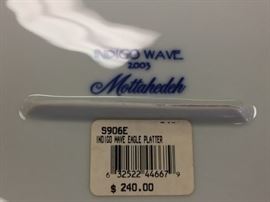 INDIGO WAVE
2003
Mottahedeh
S906E
INDIGO WAVE EAGLE PLATTER
6 32522 44667 9
$ 240.00